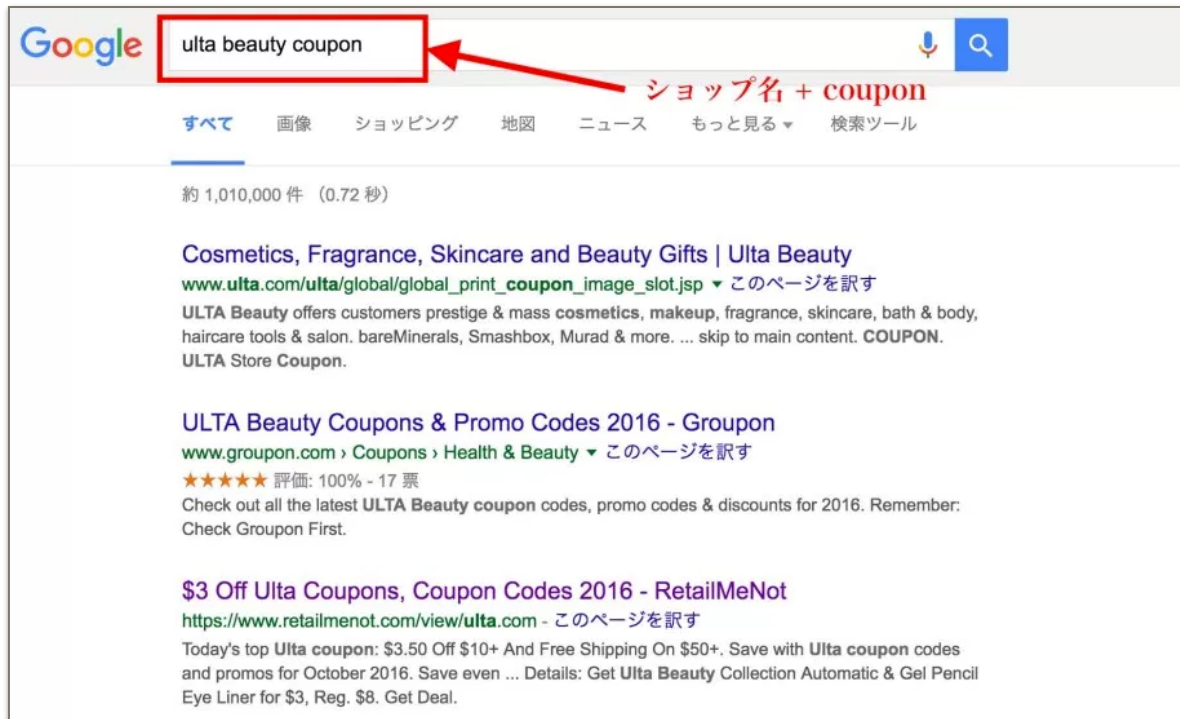 Google
ulta beauty coupon
ショップ名 + coupon
すべて 画像 ショッピング 地図 ニュース もっと見る ▼ 検索ツール
約 1,010,000 件 （0.72 秒）
Cosmetics, Fragrance, Skincare and Beauty Gifts | Ulta Beauty
www.ulta.com/ulta/global/global_print_coupon_image_slot.jsp ▼ このページを訳す
ULTA Beauty offers customers prestige & mass cosmetics, makeup, fragrance, skincare, bath & body,
haircare tools & salon. bareMinerals, Smashbox, Murad & more. ... skip to main content. COUPON.
ULTA Store Coupon.
ULTA Beauty Coupons & Promo Codes 2016 - Groupon
www.groupon.com › Coupons › Health & Beauty ▼ このページを訳す
★★★★★ 評価: 100% - 17 票
Check out all the latest ULTA Beauty coupon codes, promo codes & discounts for 2016. Remember:
Check Groupon First.
$3 Off Ulta Coupons, Coupon Codes 2016 - RetailMeNot
https://www.retailmenot.com/view/ulta.com - このページを訳す
Today's top Ulta coupon: $3.50 Off $10+ And Free Shipping On $50+. Save with Ulta coupon codes
and promos for October 2016. Save even ... Details: Get Ulta Beauty Collection Automatic & Gel Pencil
Eye Liner for $3, Reg. $8. Get Deal.